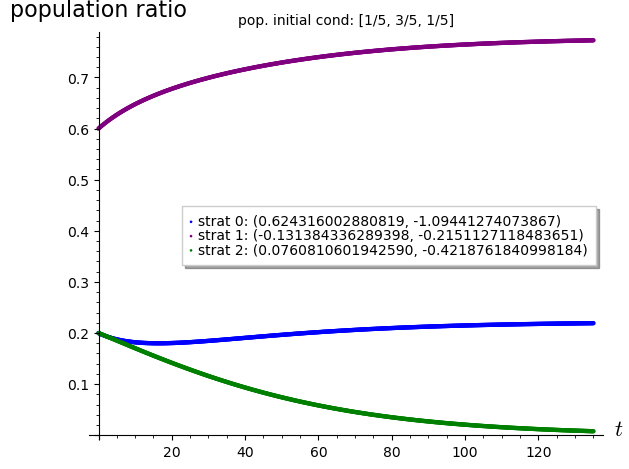 population ratio
pop. initial cond: [1/5, 3/5, 1/5]
0.7
0.6
0.5
0.4
strat 0: (0.624316002880819, -1.09441274073867)
strat 1: (-0.131384336289398, -0.2151127118483651)
strat 2: (0.0760810601942590, -0.4218761840998184)
0.3
0.2
0.1
t
20 40 60 80 100 120